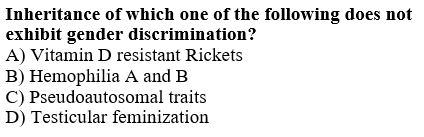 Inheritance of which one of the following does not
exhibit gender discrimination?
A) Vitamin D resistant Rickets
B) Hemophilia A and B
C) Pseudoautosomal traits
D) Testicular feminization